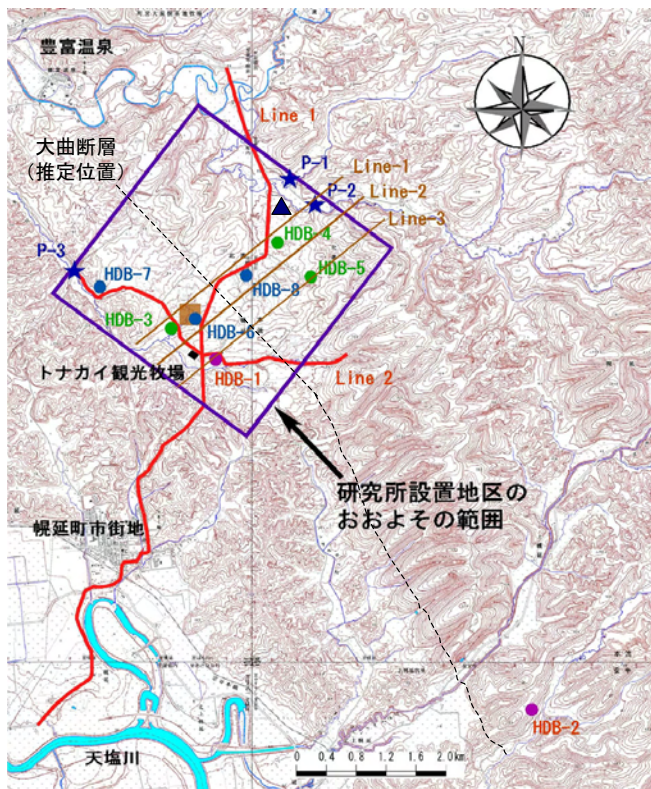 豊富温泉
N
Line 1
大曲断層
(推定位置)
P-1
Line-1
P-2
Line-2
Line-3
P-3
HDB-4
HDB-7
HDB-8
HDB-5
HDB-3
HDB-6
トナカイ観光牧場
HDB-1
Line 2
研究所設置地区の
おおよその範囲
幌延町市街地
HDB-2
天塩川
0 0.4 0.8 1.2 1.6 2.0km